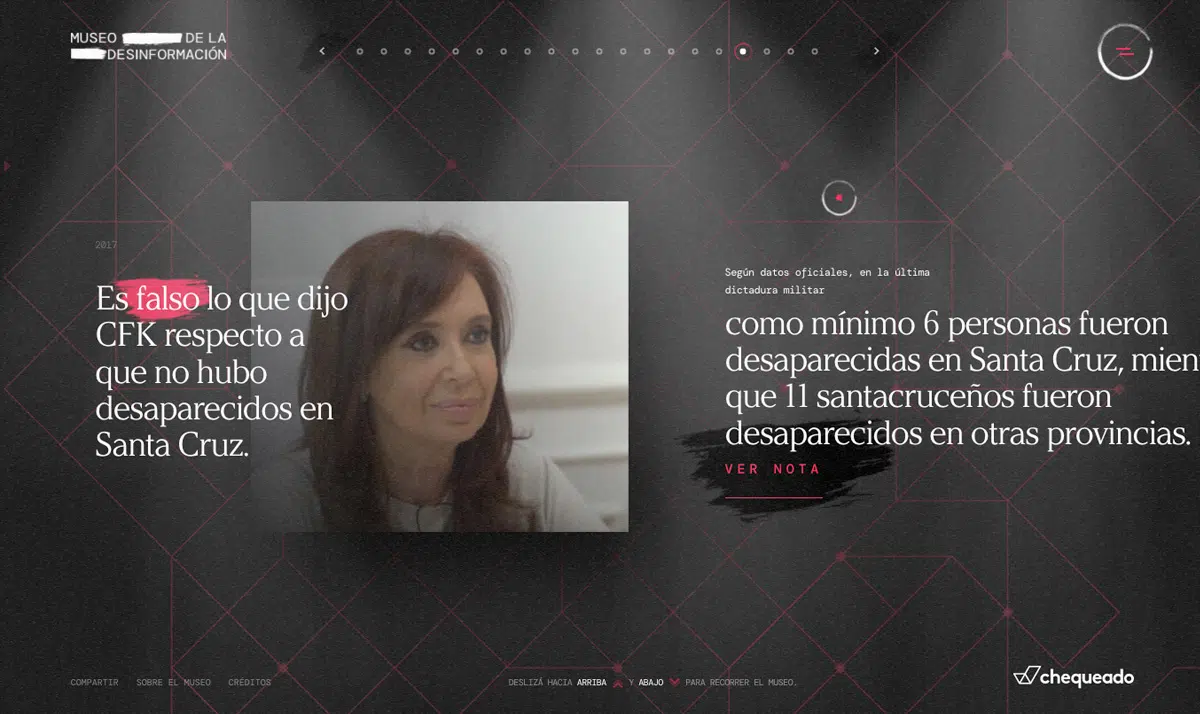 MUSEO DE LA
DESINFORMACIÓN
2017
Es falso lo que dijo
CFK respecto a
que no hubo
desaparecidos en
Santa Cruz.
Según datos oficiales, en la última
dictadura militar
como mínimo 6 personas fueron
desaparecidas en Santa Cruz, mien
que 11 santacruceños fueron
desaparecidos en otras provincias.
VER NOTA
COMPARTIR SOBRE EL MUSEO CRÉDITOS
DESLIZÁ HACIA ARRIBA Y ABAJO PARA RECORRER EL MUSEO.
chequeado